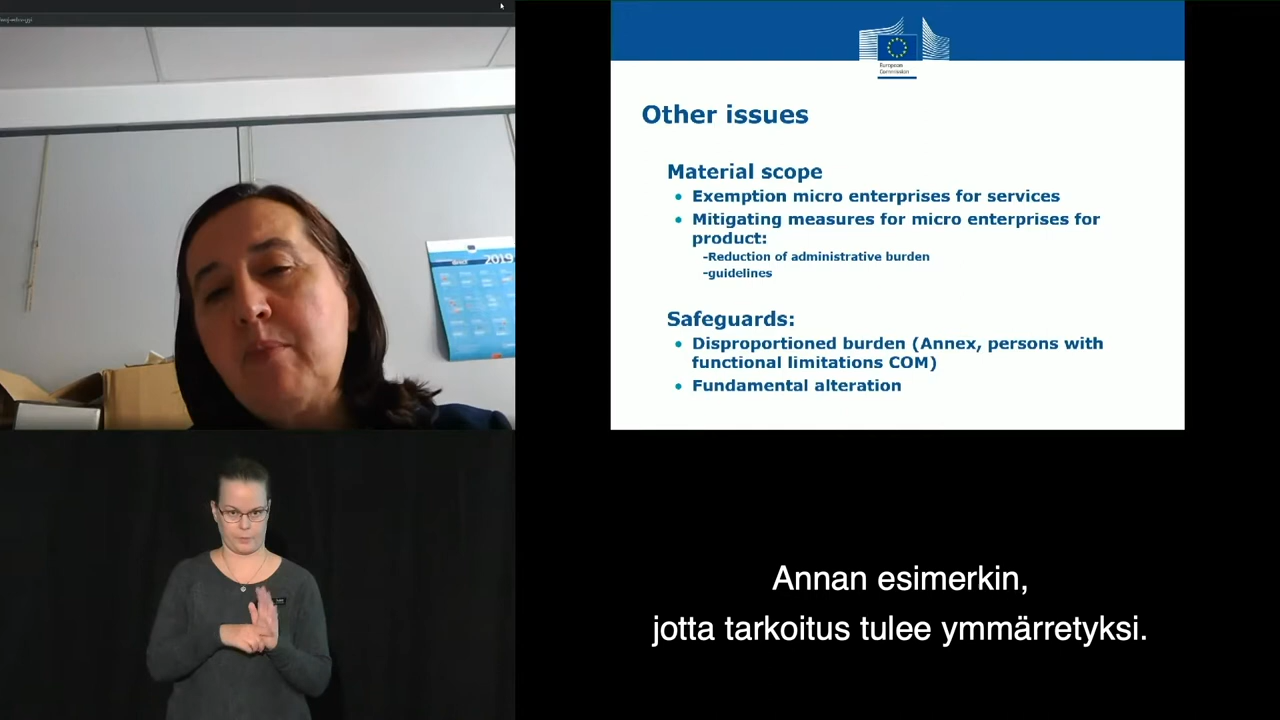 European
Commission
Other issues
Material scope
• Exemption micro enterprises for services
• Mitigating measures for micro enterprises for
product:
-Reduction of administrative burden
-guidelines
Safeguards:
• Disproportioned burden (Annex, persons with
functional limitations COM)
• Fundamental alteration
2019
Annan esimerkin,
jotta tarkoitus tulee ymmärretyksi.